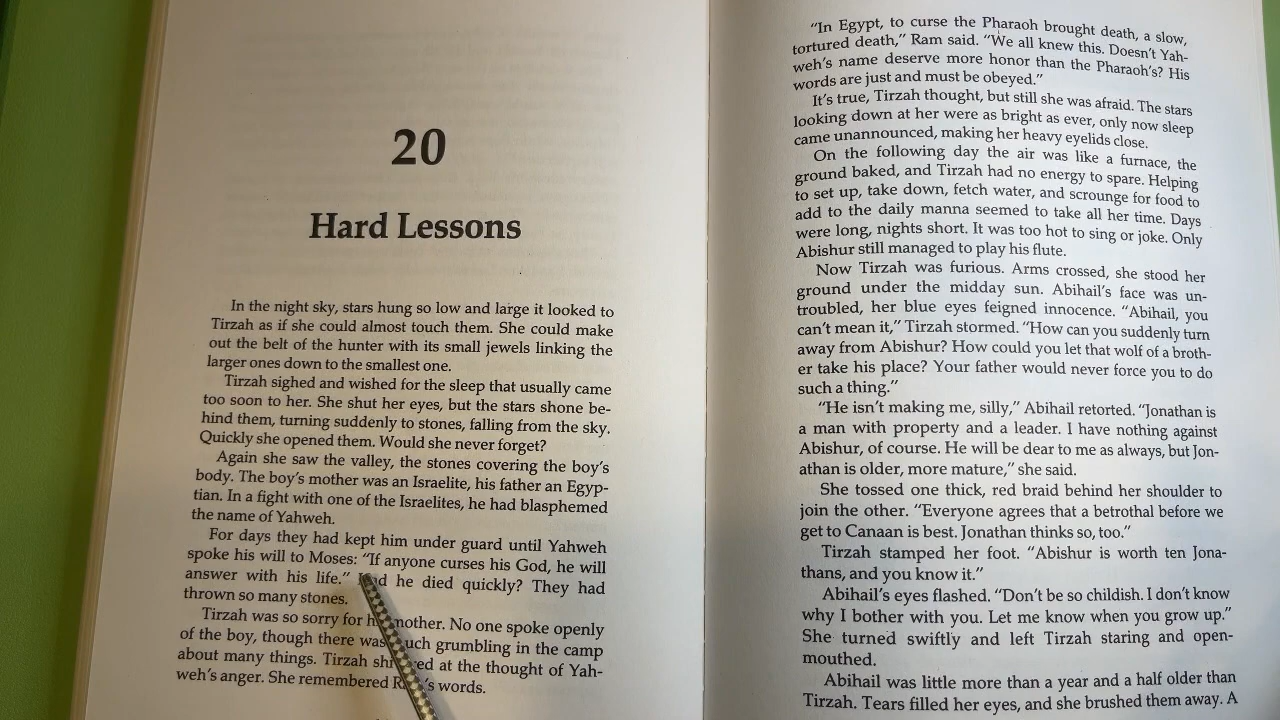 20
Hard Lessons
In the night sky, stars hung so low and large it looked to
Tirzah as if she could almost touch them. She could make
out the belt of the hunter with its small jewels linking the
larger ones down to the smallest one.
Tirzah sighed and wished for the sleep that usually came
too soon to her. She shut her eyes, but the stars shone be-
hind them, turning suddenly to stones, falling from the sky.
Quickly she opened them. Would she never forget?
Again she saw the valley, the stones covering the boy's
body. The boy's mother was an Israelite, his father an Egyp-
tian. In a fight with one of the Israelites, he had blasphemed
the name of Yahweh.
For days they had kept him under guard until Yahweh
spoke his will to Moses: "If anyone curses his God, he will
answer with his life." he died quickly? They had
thrown so many stones.
Tirzah was so sorry for mother. No one spoke openly
of the boy, though there was grumbling in the camp
about many things. Tirzah at the thought of Yah-
weh's anger. She remembered words.
"In Egypt, to curse the Pharaoh brought death, a slow,
tortured death," Ram said. "We all knew this. Doesn't Yah-
weh's name deserve more honor than the Pharaoh's? His
words are just and must be obeyed."
It's true, Tirzah thought, but still she was afraid. The stars
looking down at her were as bright as ever, only now sleep
came unannounced, making her heavy eyelids close.
On the following day the air was like a furnace, the
ground baked, and Tirzah had no energy to spare. Helping
to set up, take down, fetch water, and scrounge for food to
add to the daily manna seemed to take all her time. Days
were long, nights short. It was too hot to sing or joke. Only
Abishur still managed to play his flute.
Now Tirzah was furious. Arms crossed, she stood her
ground under the midday sun. Abihail's face was un-
troubled, her blue eyes feigned innocence. "Abihail, you
can't mean it," Tirzah stormed. "How can you suddenly turn
away from Abishur? How could you let that wolf of a broth-
er take his place? Your father would never force you to do
such a thing."
"He isn't making me, silly," Abihail retorted. "Jonathan is
a man with property and a leader. I have nothing against
Abishur, of course. He will be dear to me as always, but Jon-
athan is older, more mature," she said.
She tossed one thick, red braid behind her shoulder to
join the other. "Everyone agrees that a betrothal before we
get to Canaan is best. Jonathan thinks so, too."
Tirzah stamped her foot. "Abishur is worth ten Jona-
thans, and you know it."
Abihail's eyes flashed. "Don't be so childish. I don't know
why I bother with you. Let me know when you grow up."
She turned swiftly and left Tirzah staring and open-
mouthed.
Abihail was little more than a year and a half older than
Tirzah. Tears filled her eyes, and she brushed them away. A